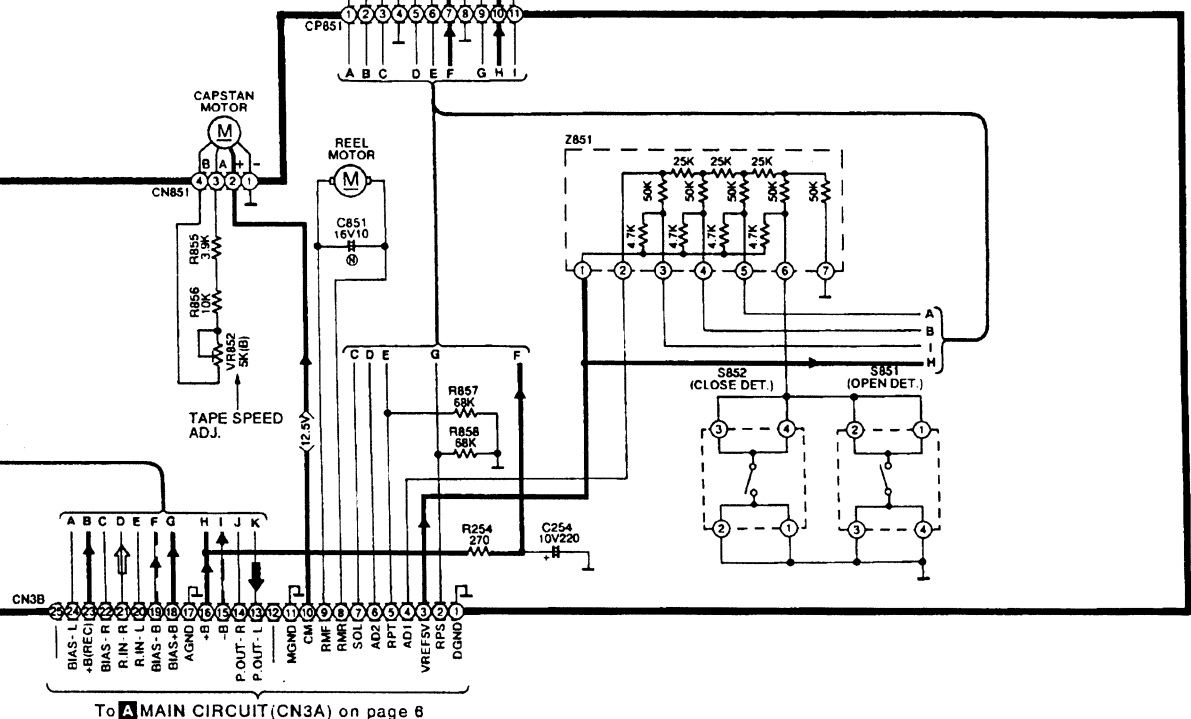 CP851 1 2 3 4 5 6 7 8 9 10 11
A B C D E F G H I
CAPSTAN
MOTOR
M
B A + -
CN851 4 3 2 1
REEL
MOTOR
M
C851
16V10
N
R855
3.9K
R856
10K
VR852
5K(B)
TAPE SPEED
ADJ.
(12.5V)
Z851
25K 25K 25K
50K 50K 50K 50K 50K
4.7K 4.7K 4.7K 4.7K
1 2 3 4 5 6 7
A
B
I
H
C D E G F
R857
68K
R858
68K
S852
(CLOSE DET.)
3 4
2 1
S851
(OPEN DET.)
2 1
3 4
R254
270
C254
10V220
+
A B C D E F G H I J K
CN3B
25 24 23 22 21 20 19 18 17 16 15 14 13 12 11 10 9 8 7 6 5 4 3 2 1
BIAS-L
+B(REC)
BIAS-R
R.IN-R
R.IN-L
BIAS-B
BIAS+B
AGND
+B
-B
P.OUT-R
P.OUT-L
MGND
CM
RMF
RMR
SOL
AD2
RPT
AD1
VREF5V
RPS
DGND
To A MAIN CIRCUIT(CN3A) on page 6